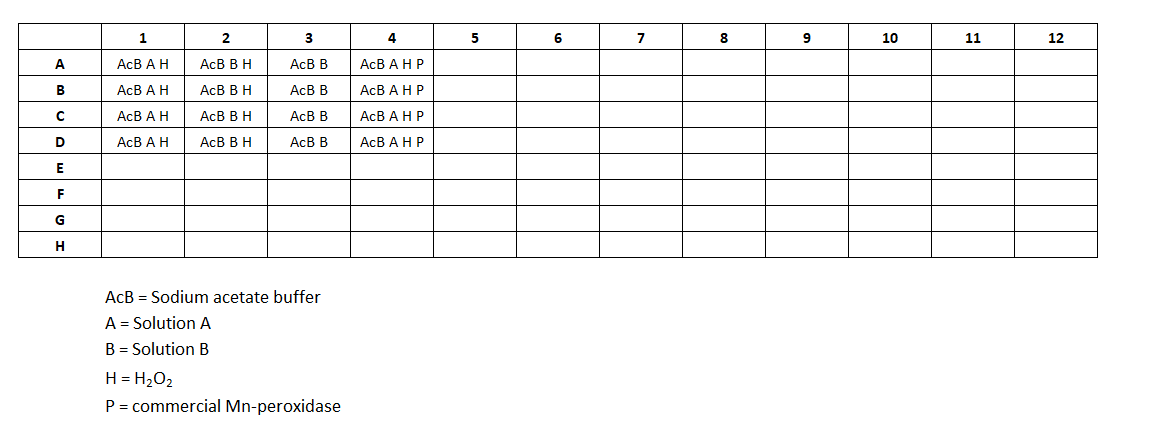 1 2 3 4 5 6 7 8 9 10 11 12
A AcB A H AcB B H AcB B AcB A H P
B AcB A H AcB B H AcB B AcB A H P
C AcB A H AcB B H AcB B AcB A H P
D AcB A H AcB B H AcB B AcB A H P
E
F
G
H
AcB = Sodium acetate buffer
A = Solution A
B = Solution B
H = H₂O₂
P = commercial Mn-peroxidase